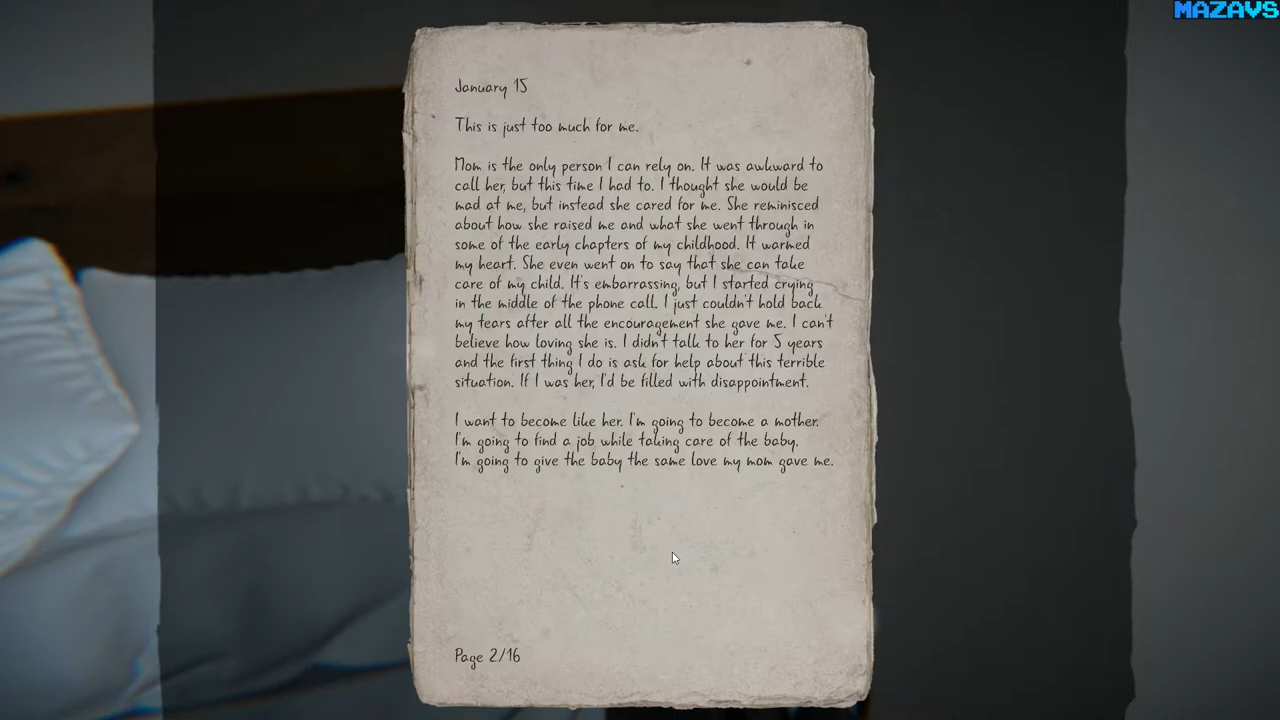 MAZAVS
January 15
This is just too much for me.
Mom is the only person I can rely on. It was awkward to
call her, but this time I had to. I thought she would be
mad at me, but instead she cared for me. She reminisced
about how she raised me and what she went through in
some of the early chapters of my childhood. It warmed
my heart. She even went on to say that she can take
care of my child. It's embarrassing, but I started crying
in the middle of the phone call. I just couldn't hold back
my tears after all the encouragement she gave me. I can't
believe how loving she is. I didn't talk to her for 5 years
and the first thing I do is ask for help about this terrible
situation. If I was her, I'd be filled with disappointment.
I want to become like her. I'm going to become a mother.
I'm going to find a job while taking care of the baby.
I'm going to give the baby the same love my mom gave me.
Page 2/16